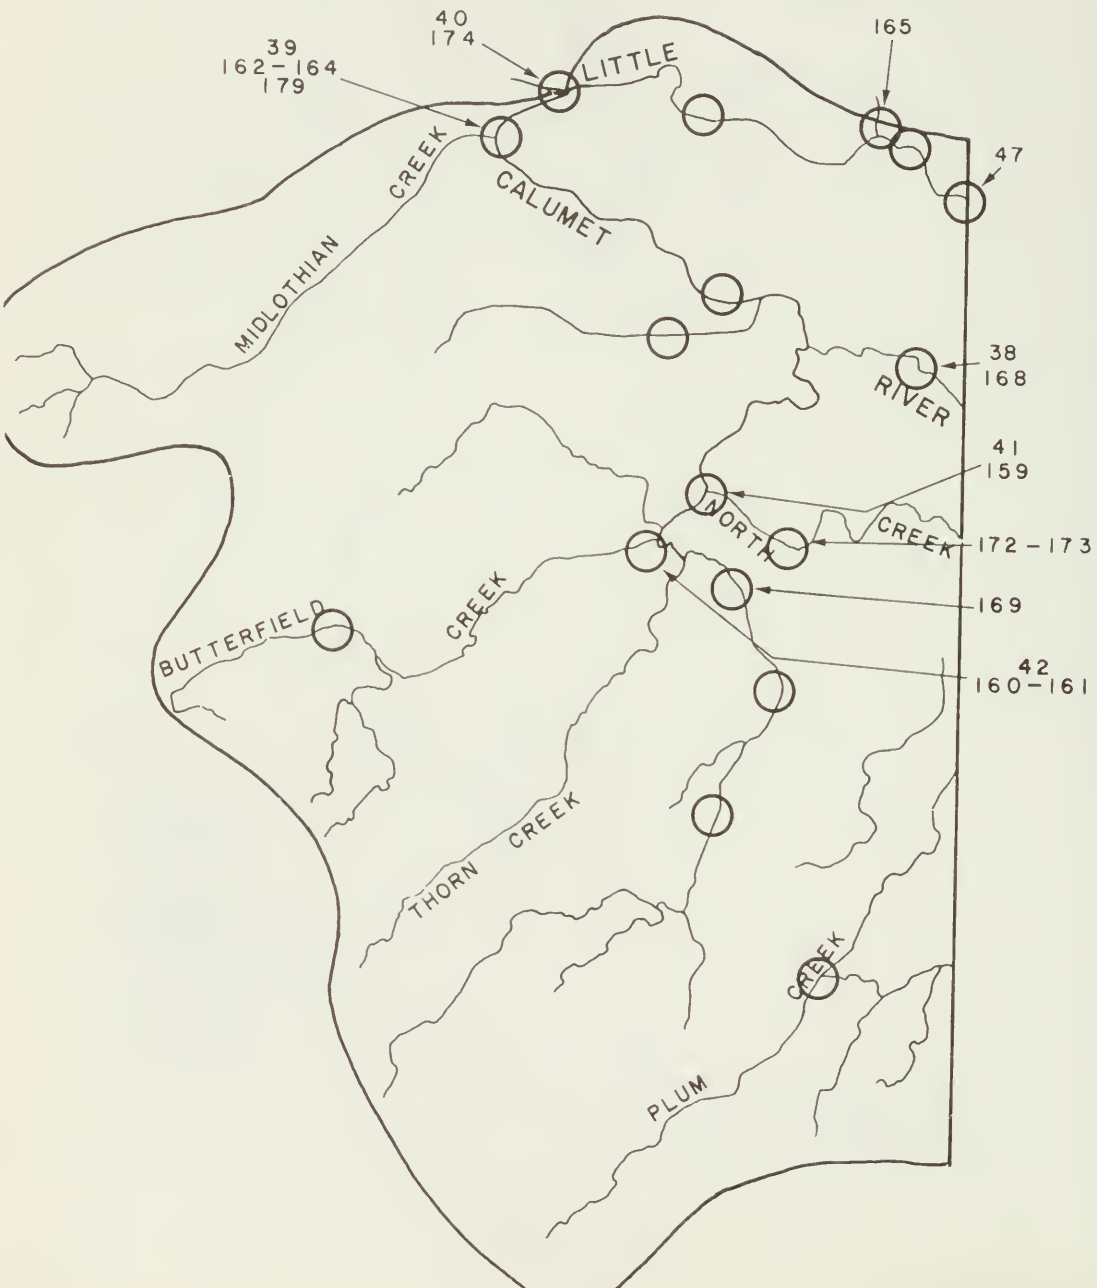 40
174
165
39
162-164
179
LITTLE
47
MIDLOTHIAN CREEK
CALUMET
38
168
RIVER
41
159
NORTH CREEK
172-173
169
BUTTERFIELD CREEK
42
160-161
THORN CREEK
PLUM CREEK